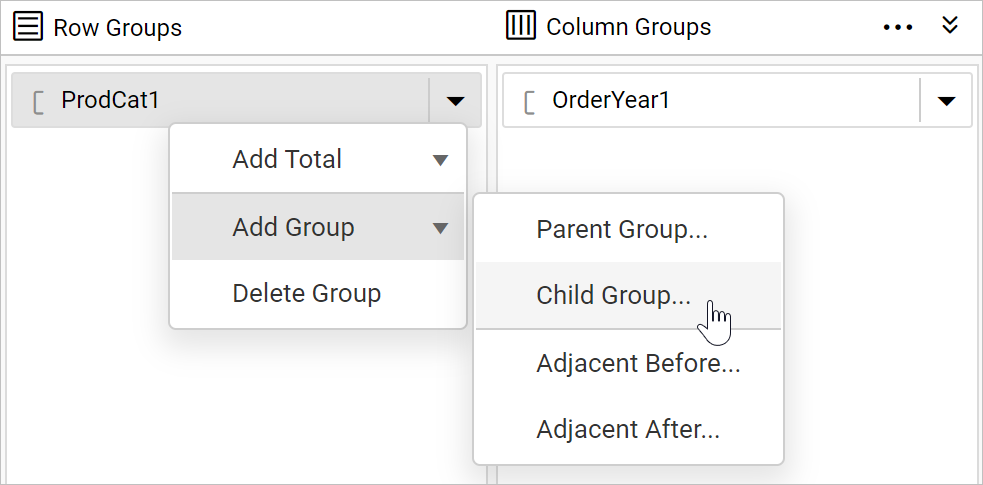 Row Groups
Column Groups
ProdCat1
OrderYear1
Add Total
Add Group
Delete Group
Parent Group...
Child Group...
Adjacent Before...
Adjacent After...